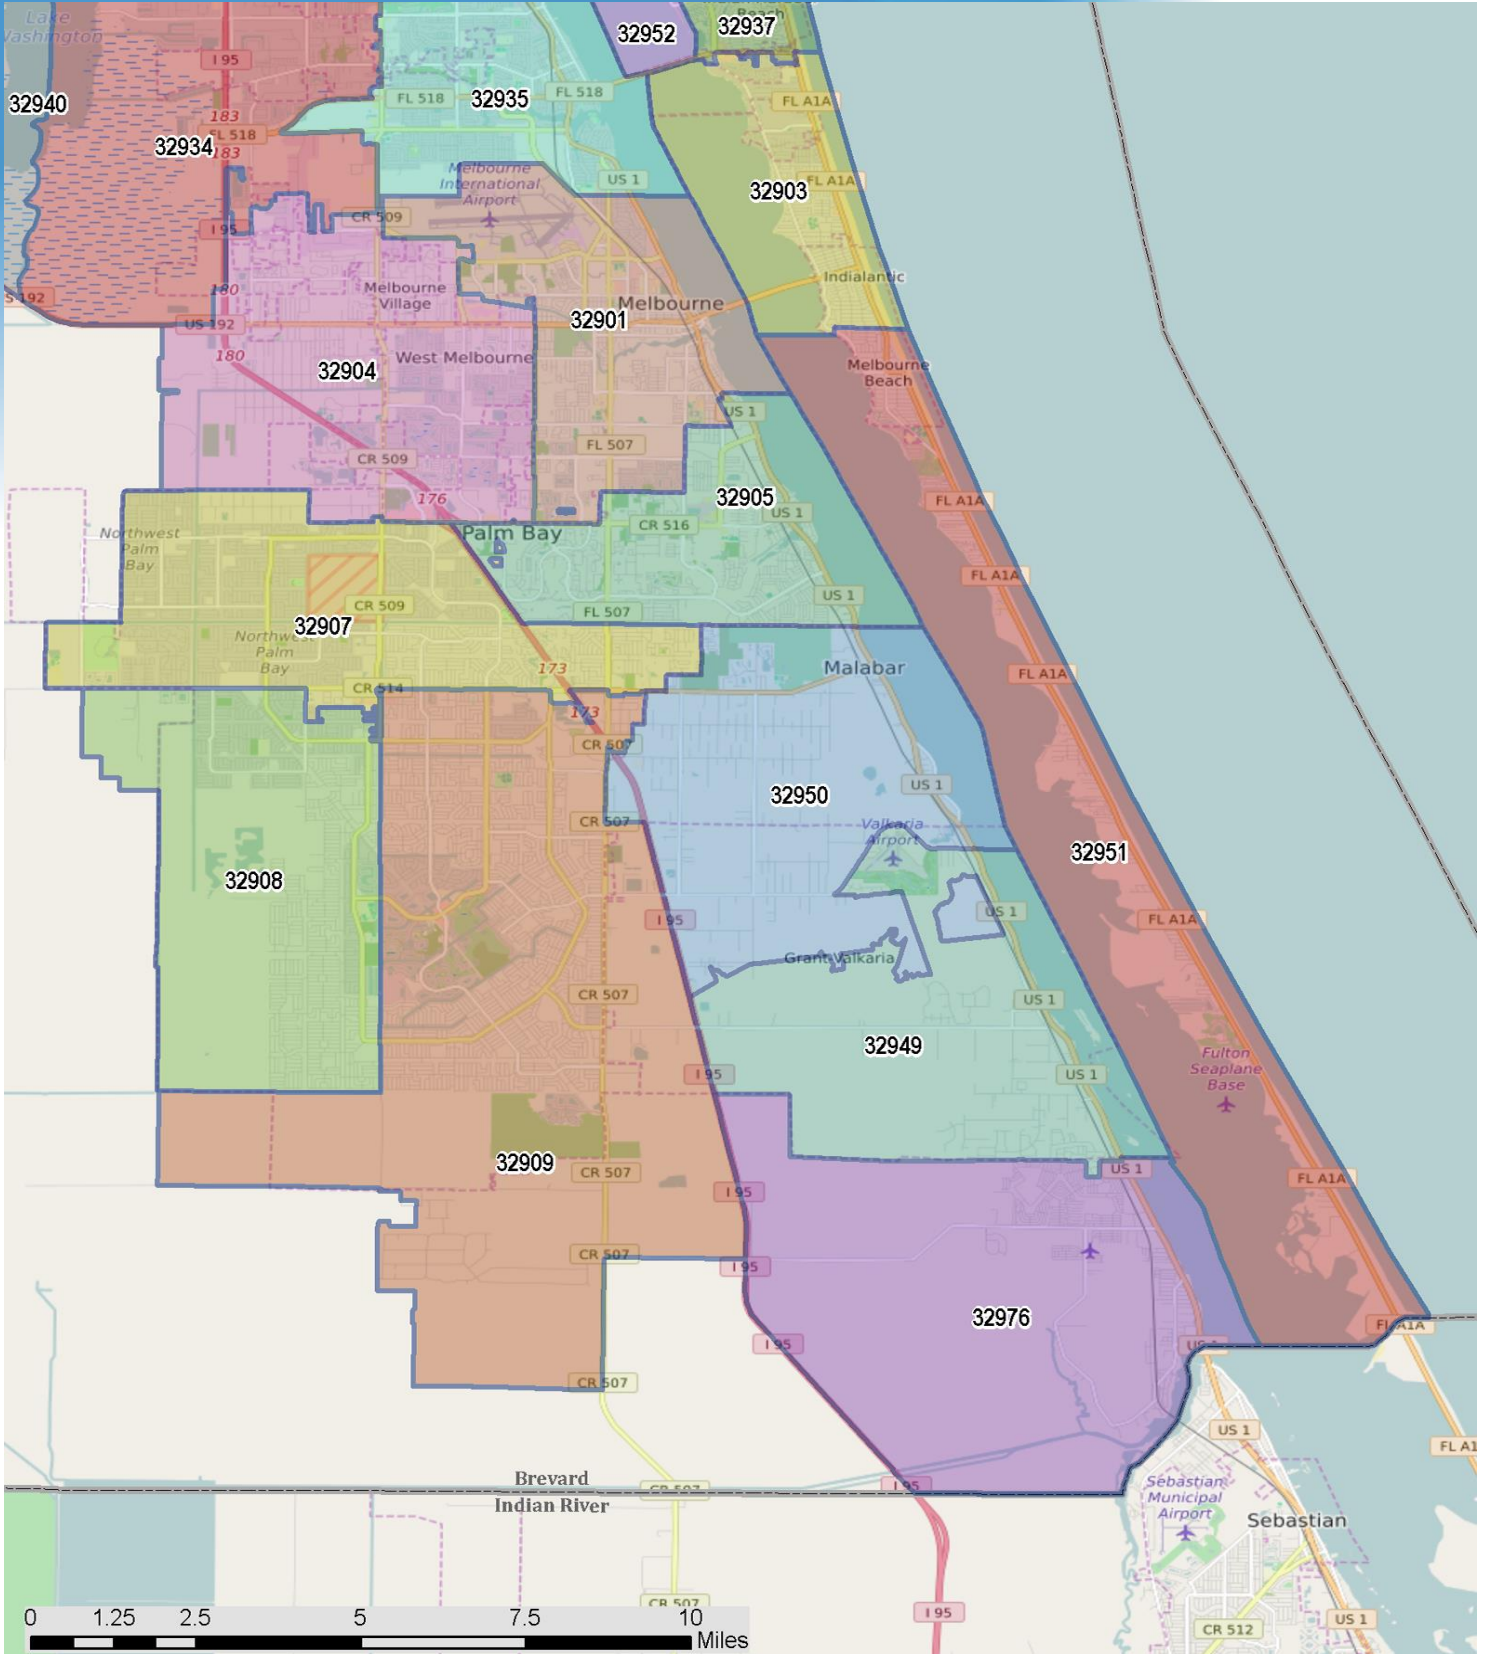 Lake
Washington
32952
Beach
32937
I 95
32940
FL 518
32935
FL 518
FL A1A
183
FL 518
32934
183
Melbourne
International
Airport
US 1
32903
FL A1A
CR 509
I 95
Indialantic
180
Melbourne
Village
Melbourne
US 192
US 192
32901
180
West Melbourne
32904
Melbourne
Beach
US 1
FL 507
CR 509
176
32905
FL A1A
US 1
CR 516
Northwest
Palm
Bay
Palm Bay
FL A1A
US 1
CR 509
FL 507
32907
Northwest
Palm
Bay
173
Malabar
FL A1A
CR 514
173
CR 507
US 1
32950
CR 507
Valkaria
Airport
32951
32908
US 1
I 95
FL A1A
Grant-Valkaria
CR 507
US 1
32949
Fulton
Seaplane
Base
I 95
US 1
32909
CR 507
US 1
I 95
FL A1A
CR 507
I 95
32976
FL A1A
I 95
US 1
CR 507
US 1
FL A1
Brevard
Indian River
CR 507
I 95
Sebastian
Municipal
Airport
Sebastian
CR 507
I 95
US 1
CR 512
0 1.25 2.5 5 7.5 10
Miles